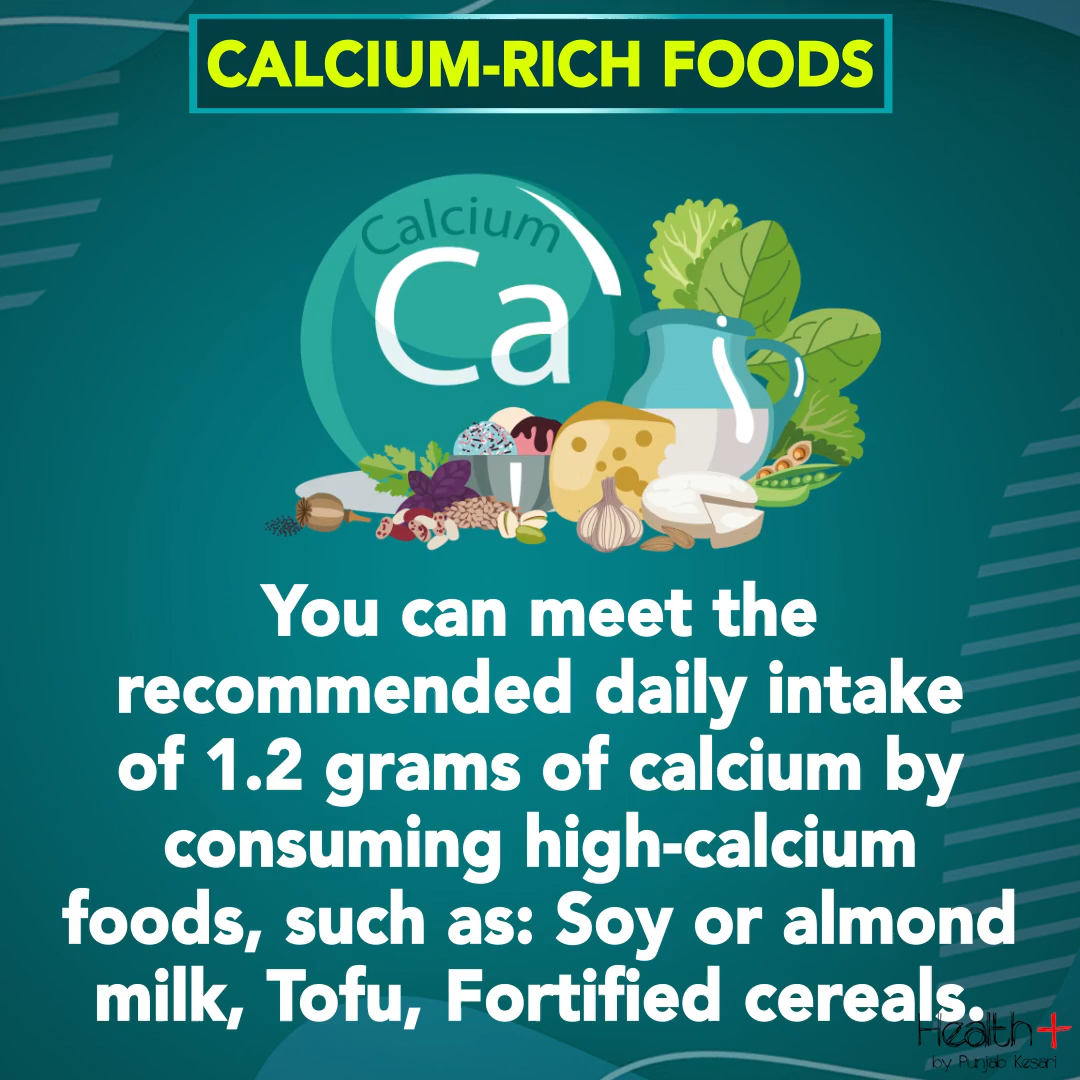 CALCIUM-RICH FOODS
Calcium
Ca
You can meet the
recommended daily intake
of 1.2 grams of calcium by
consuming high-calcium
foods, such as: Soy or almond
milk, Tofu, Fortified cereals.
Health+
by Punjab Kesari